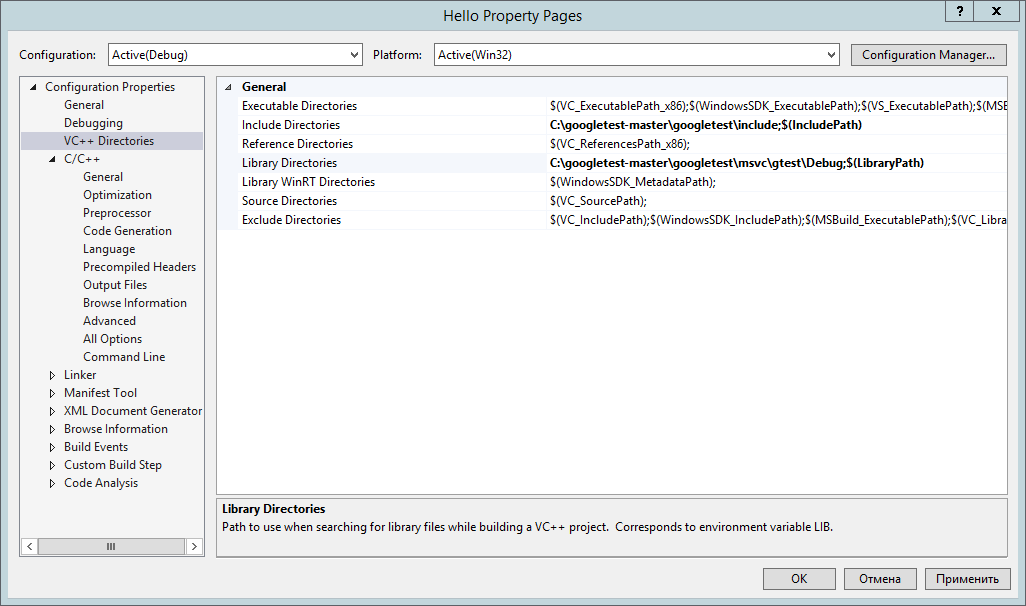 Hello Property Pages
? x
Configuration: Active(Debug) Platform: Active(Win32) Configuration Manager...
Configuration Properties
General
Debugging
VC++ Directories
C/C++
General
Optimization
Preprocessor
Code Generation
Language
Precompiled Headers
Output Files
Browse Information
Advanced
All Options
Command Line
Linker
Manifest Tool
XML Document Generator
Browse Information
Build Events
Custom Build Step
Code Analysis
General
Executable Directories $(VC_ExecutablePath_x86);$(WindowsSDK_ExecutablePath);$(VS_ExecutablePath);$(MSB
Include Directories C:\googletest-master\googletest\include;$(IncludePath)
Reference Directories $(VC_ReferencesPath_x86);
Library Directories C:\googletest-master\googletest\msvc\gtest\Debug;$(LibraryPath)
Library WinRT Directories $(WindowsSDK_MetadataPath);
Source Directories $(VC_SourcePath);
Exclude Directories $(VC_IncludePath);$(WindowsSDK_IncludePath);$(MSBuild_ExecutablePath);$(VC_Libra
Library Directories
Path to use when searching for library files while building a VC++ project.  Corresponds to environment variable LIB.
OK Отмена Применить